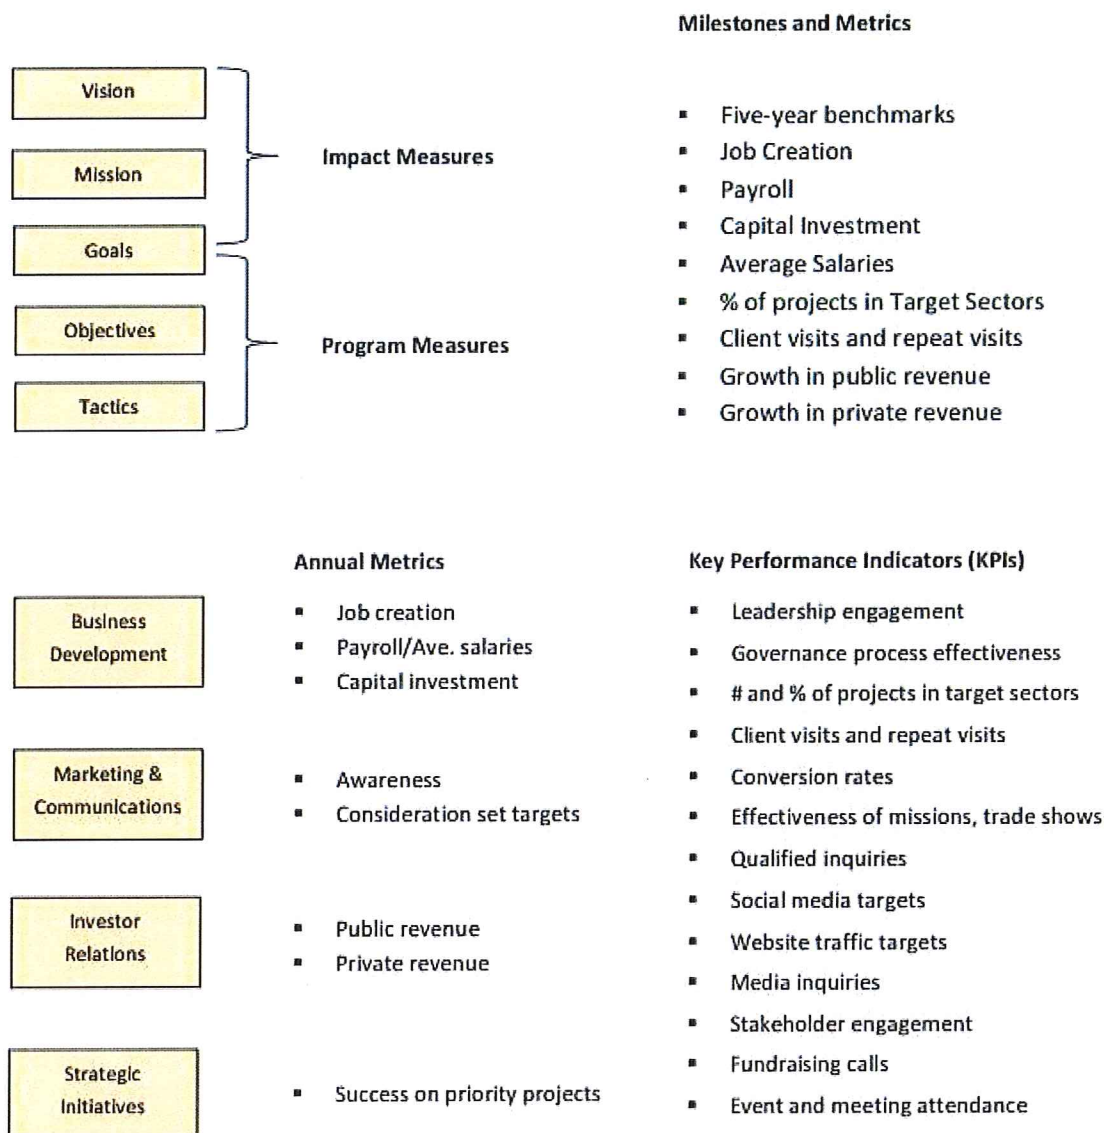 Milestones and Metrics
Vision
Mission
Goals
Objectives
Tactics
Impact Measures
Program Measures
▪ Five-year benchmarks
▪ Job Creation
▪ Payroll
▪ Capital Investment
▪ Average Salaries
▪ % of projects in Target Sectors
▪ Client visits and repeat visits
▪ Growth in public revenue
▪ Growth in private revenue
Annual Metrics
Business
Development
▪ Job creation
▪ Payroll/Ave. salaries
▪ Capital investment
Marketing &
Communications
▪ Awareness
▪ Consideration set targets
Investor
Relations
▪ Public revenue
▪ Private revenue
Strategic
Initiatives
▪ Success on priority projects
Key Performance Indicators (KPIs)
▪ Leadership engagement
▪ Governance process effectiveness
▪ # and % of projects in target sectors
▪ Client visits and repeat visits
▪ Conversion rates
▪ Effectiveness of missions, trade shows
▪ Qualified inquiries
▪ Social media targets
▪ Website traffic targets
▪ Media inquiries
▪ Stakeholder engagement
▪ Fundraising calls
▪ Event and meeting attendance